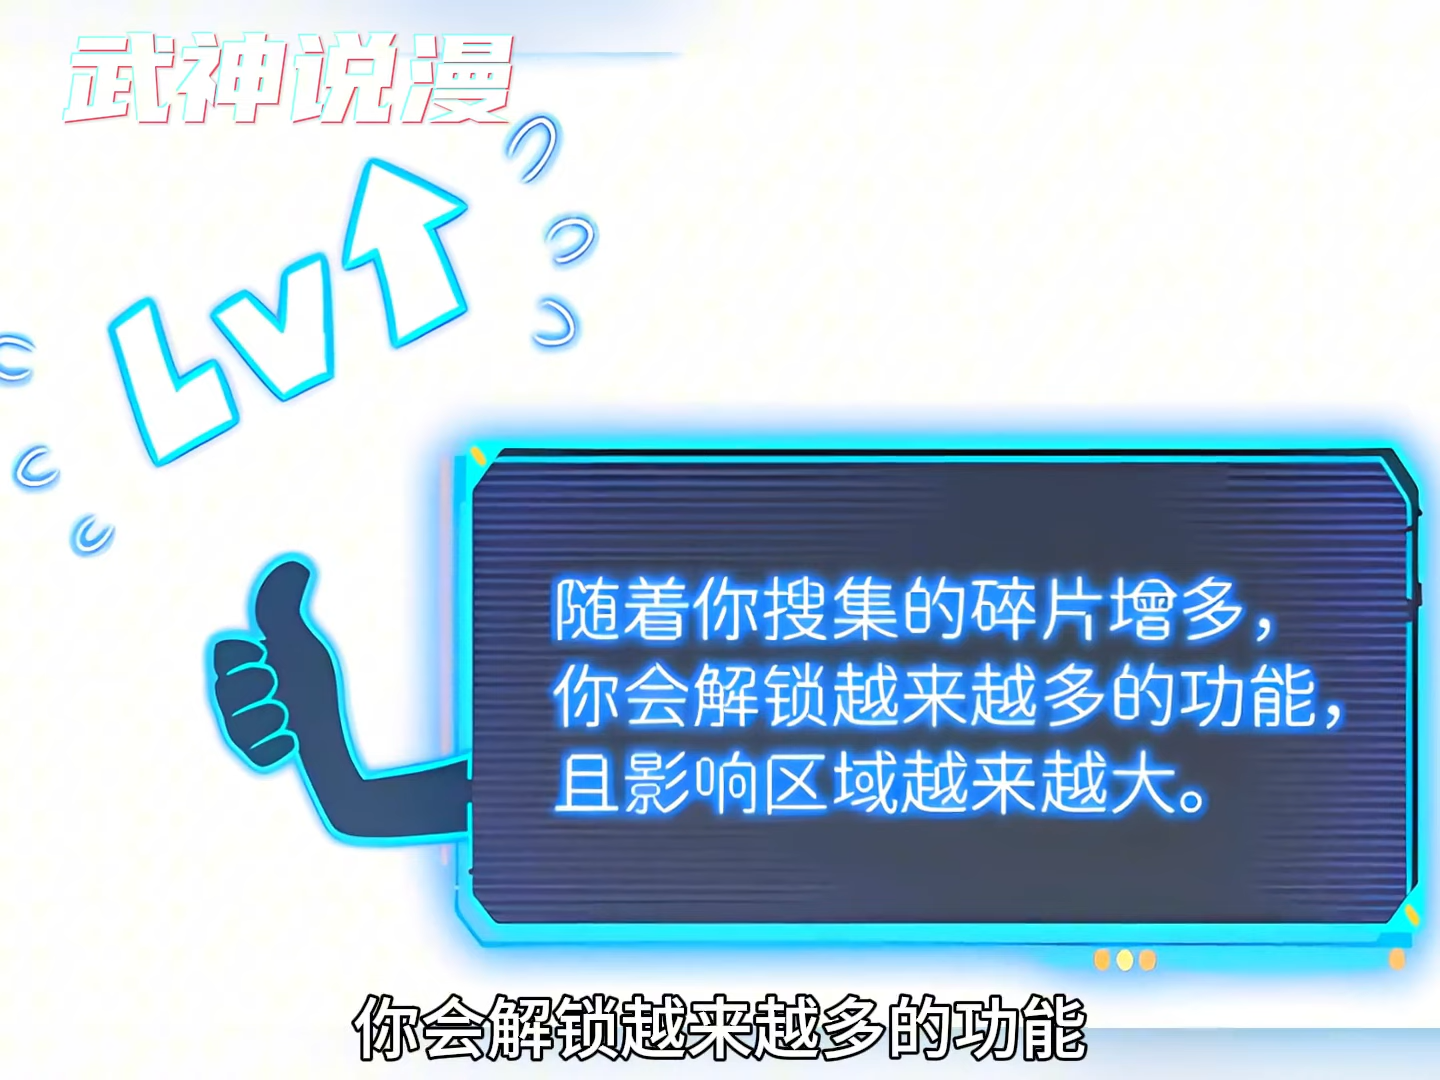 武神说漫
LV
随着你搜集的碎片增多，
你会解锁越来越多的功能，
且影响区域越来越大。
你会解锁越来越多的功能